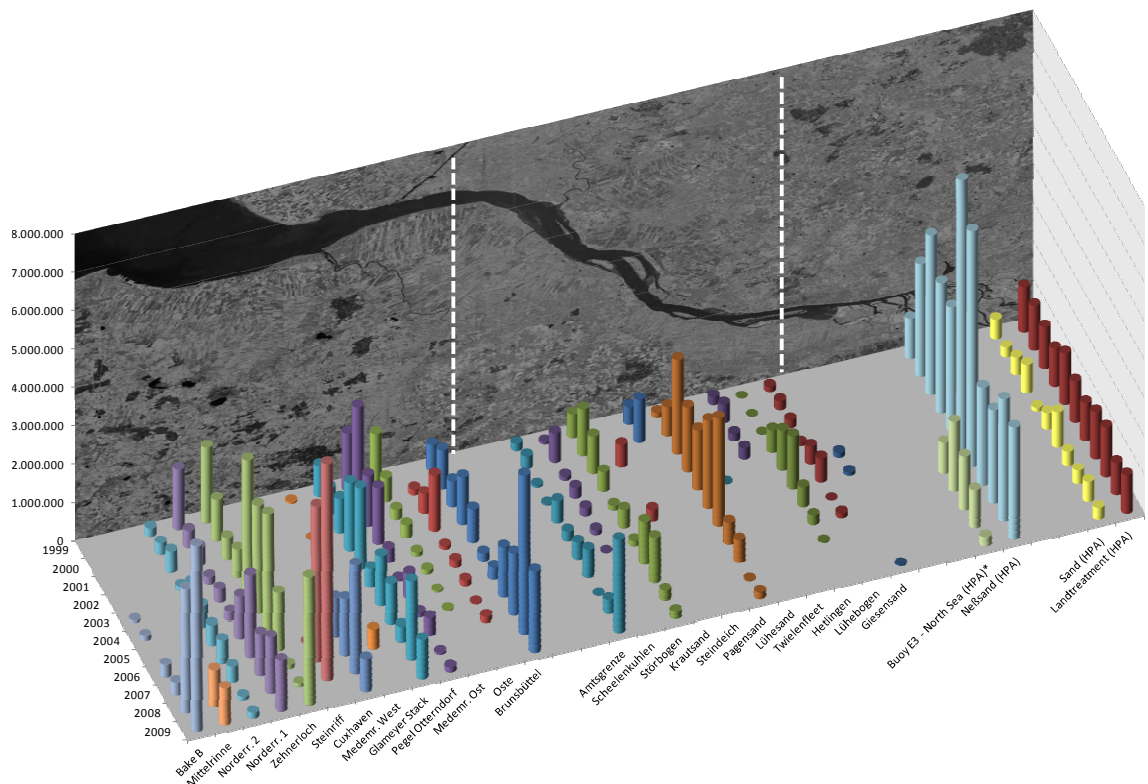 8.000.000
7.000.000
6.000.000
5.000.000
4.000.000
3.000.000
2.000.000
1.000.000
0
1999
2000
2001
2002
2003
2004
2005
2006
2007
2008
2009
Bake B
Mittelrinne
Norderr. 2
Norderr. 1
Zehnerloch
Steinriff
Cuxhaven
Medemr. West
Glameyer Stack
Pegel Otterndorf
Medemr. Ost
Oste
Brunsbüttel
Amtsgrenze
Scheelenkuhlen
Störbogen
Krautsand
Steindeich
Pagensand
Lühesand
Twielenfleet
Hetlingen
Lühebogen
Giesensand
Buoy E3 - North Sea (HPA)*
Neßsand (HPA)
Sand (HPA)
Landtreatment (HPA)